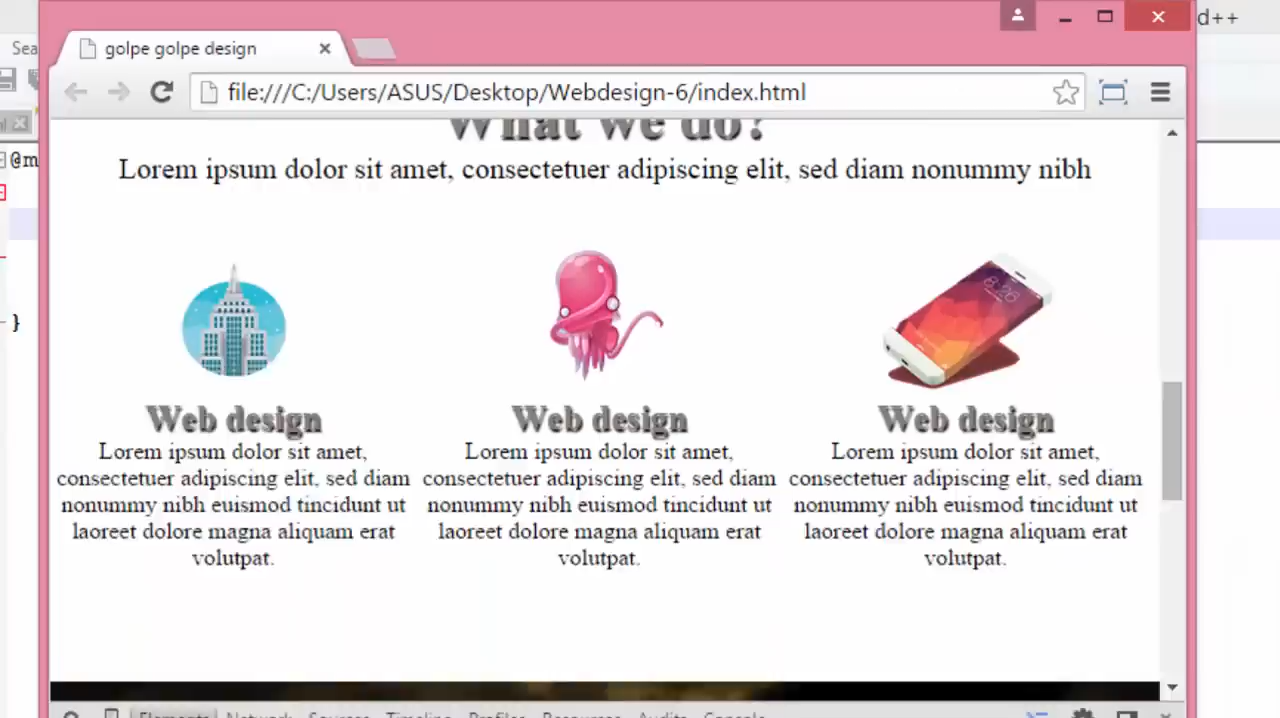 d++
golpe golpe design
Sea
file:///C:/Users/ASUS/Desktop/Webdesign-6/index.html
What we do?
@m
Lorem ipsum dolor sit amet, consectetuer adipiscing elit, sed diam nonummy nibh
8:26
}
Web design
Lorem ipsum dolor sit amet,
consectetuer adipiscing elit, sed diam
nonummy nibh euismod tincidunt ut
laoreet dolore magna aliquam erat
volutpat.
Web design
Lorem ipsum dolor sit amet,
consectetuer adipiscing elit, sed diam
nonummy nibh euismod tincidunt ut
laoreet dolore magna aliquam erat
volutpat.
Web design
Lorem ipsum dolor sit amet,
consectetuer adipiscing elit, sed diam
nonummy nibh euismod tincidunt ut
laoreet dolore magna aliquam erat
volutpat.
Elements Network Sources Timeline Profiles Resources Audits Console